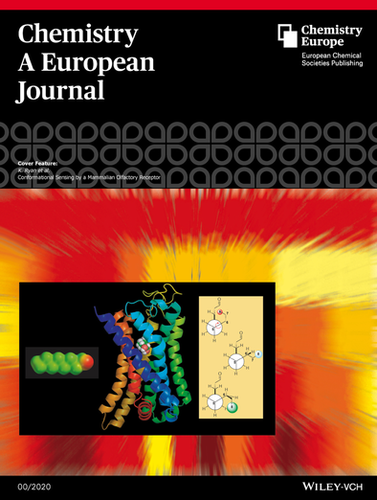 Chemistry
A European
Journal
Chemistry
Europe
European Chemical
Societies Publishing
Cover Feature:
K. Ryan et al.
Conformational Sensing by a Mammalian Olfactory Receptor
00/2020
WILEY-VCH